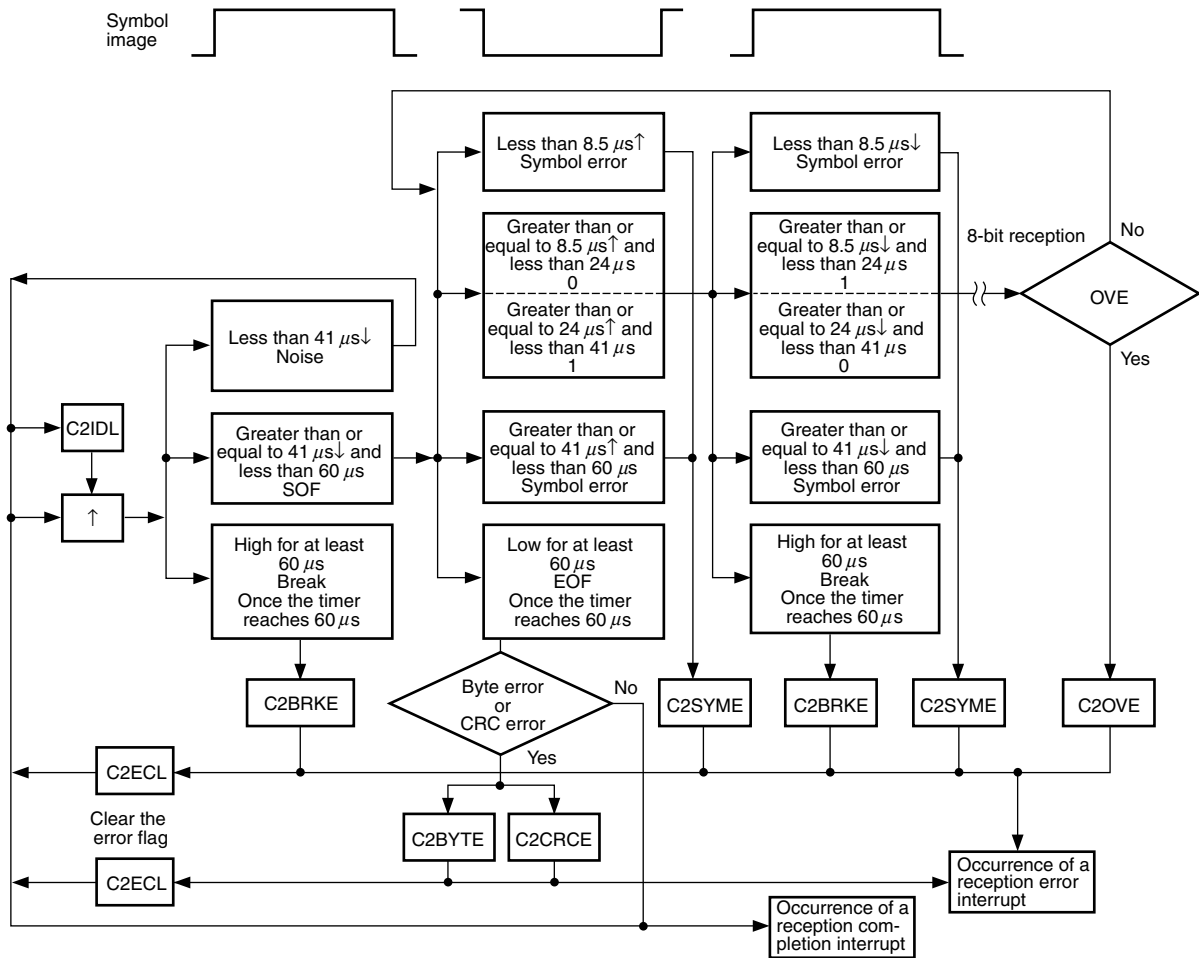 Symbol
image
Less than 8.5 μs↑
Symbol error
Less than 8.5 μs↓
Symbol error
Greater than or
equal to 8.5 μs↑ and
less than 24 μs
0
Greater than or
equal to 24 μs↑ and
less than 41 μs
1
Greater than or
equal to 8.5 μs↓ and
less than 24 μs
1
Greater than or
equal to 24 μs↓ and
less than 41 μs
0
8-bit reception
No
OVE
Yes
Less than 41 μs↓
Noise
C2IDL
↑
Greater than or
equal to 41 μs↓ and
less than 60 μs
SOF
Greater than or
equal to 41 μs↑ and
less than 60 μs
Symbol error
Greater than or
equal to 41 μs↓ and
less than 60 μs
Symbol error
High for at least
60 μs
Break
Once the timer
reaches 60 μs
Low for at least
60 μs
EOF
Once the timer
reaches 60 μs
High for at least
60 μs
Break
Once the timer
reaches 60 μs
C2BRKE
Byte error
or
CRC error
No
Yes
C2SYME
C2BRKE
C2SYME
C2OVE
C2ECL
Clear the
error flag
C2BYTE
C2CRCE
C2ECL
Occurrence of a
reception error
interrupt
Occurrence of a
reception com-
pletion interrupt